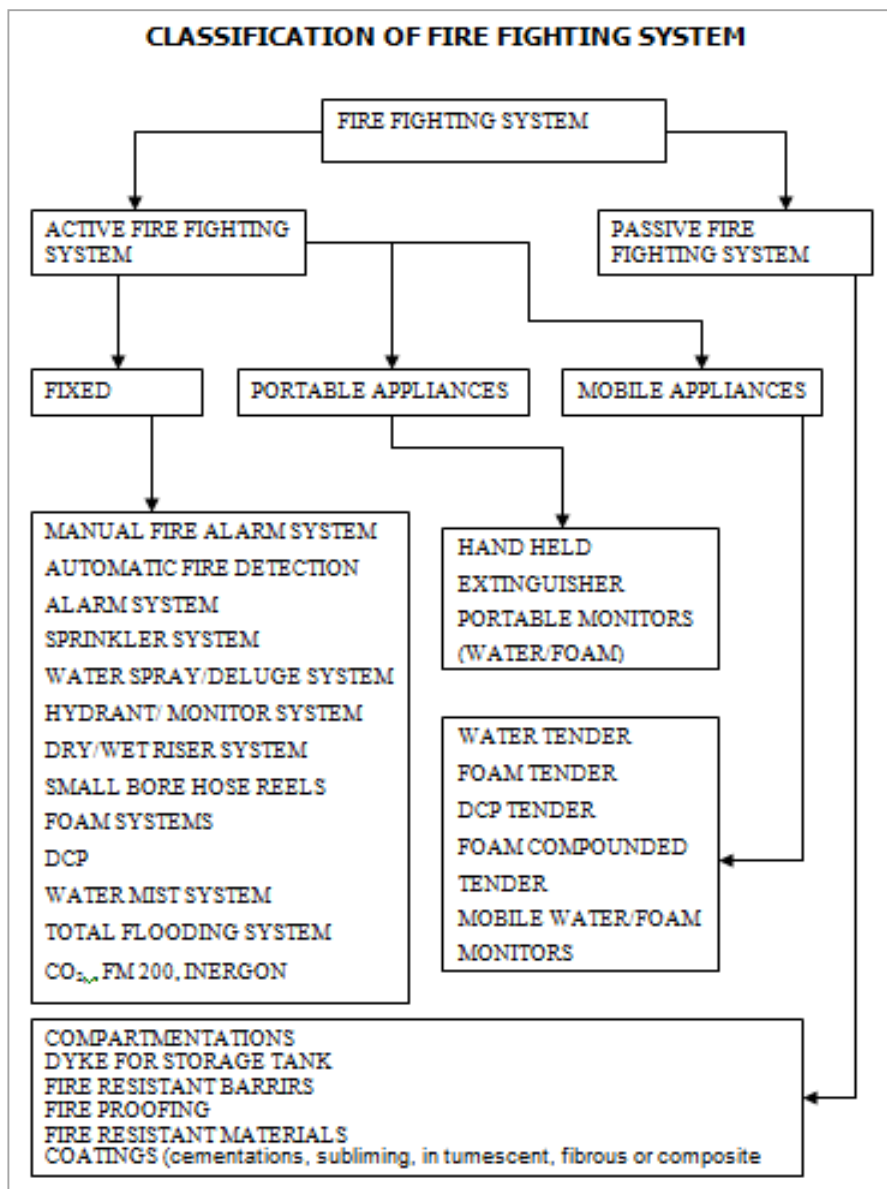 CLASSIFICATION OF FIRE FIGHTING SYSTEM
FIRE FIGHTING SYSTEM
ACTIVE FIRE FIGHTING
SYSTEM
PASSIVE FIRE
FIGHTING SYSTEM
FIXED
PORTABLE APPLIANCES
MOBILE APPLIANCES
MANUAL FIRE ALARM SYSTEM
AUTOMATIC FIRE DETECTION
ALARM SYSTEM
SPRINKLER SYSTEM
WATER SPRAY/DELUGE SYSTEM
HYDRANT/ MONITOR SYSTEM
DRY/WET RISER SYSTEM
SMALL BORE HOSE REELS
FOAM SYSTEMS
DCP
WATER MIST SYSTEM
TOTAL FLOODING SYSTEM
CO₂, FM 200, INERGON
HAND HELD
EXTINGUISHER
PORTABLE MONITORS
(WATER/FOAM)
WATER TENDER
FOAM TENDER
DCP TENDER
FOAM COMPOUNDED
TENDER
MOBILE WATER/FOAM
MONITORS
COMPARTMENTATIONS
DYKE FOR STORAGE TANK
FIRE RESISTANT BARRIRS
FIRE PROOFING
FIRE RESISTANT MATERIALS
COATINGS (cementations, subliming, in tumescent, fibrous or composite